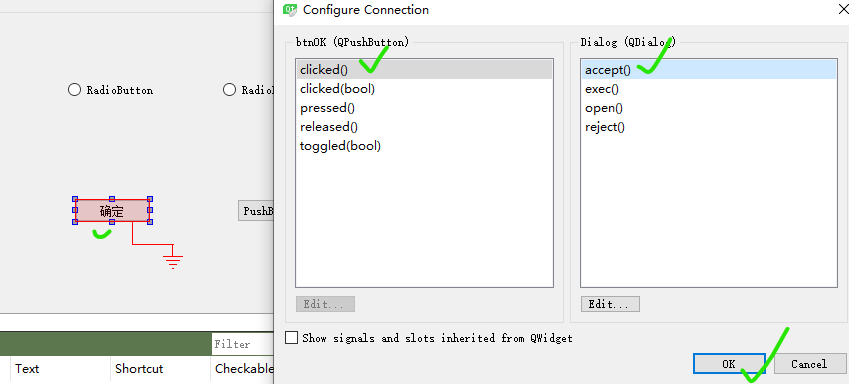 Configure Connection
btnOK (QPushButton)
Dialog (QDialog)
clicked()
clicked(bool)
pressed()
released()
toggled(bool)
accept()
exec()
open()
reject()
RadioButton
Radio
确定
PushB
Edit...
Edit...
Show signals and slots inherited from QWidget
OK
Cancel
Filter
Text
Shortcut
Checkable